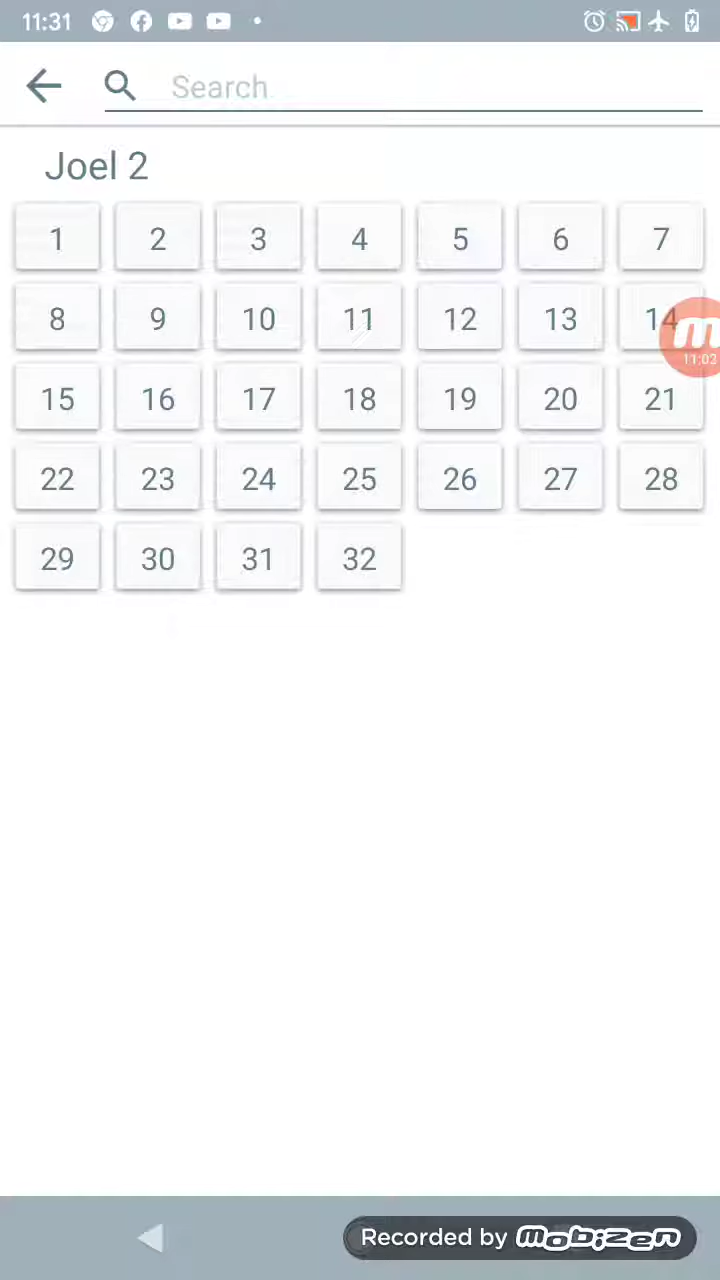 11:31
Search
Joel 2
1 2 3 4 5 6 7
8 9 10 11 12 13 14
15 16 17 18 19 20 21
22 23 24 25 26 27 28
29 30 31 32
m
11:02
Recorded by mobizen